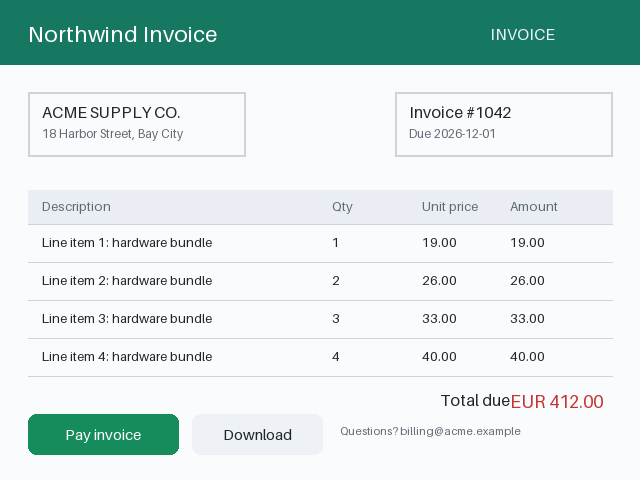 Northwind Invoice INVOICE
ACME SUPPLY CO.
18 Harbor Street, Bay City
Invoice #1042
Due 2026-12-01
Description Qty Unit price Amount
Line item 1: hardware bundle 1 19.00 19.00
Line item 2: hardware bundle 2 26.00 26.00
Line item 3: hardware bundle 3 33.00 33.00
Line item 4: hardware bundle 4 40.00 40.00
Total due EUR 412.00
Pay invoice Download Questions? billing@acme.example